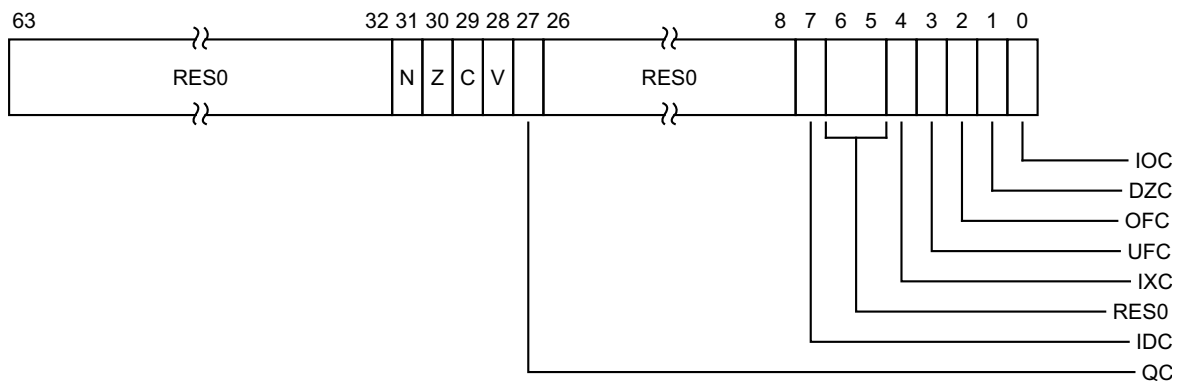 63 32 31 30 29 28 27 26 8 7 6 5 4 3 2 1 0
RES0 N Z C V RES0
IOC
DZC
OFC
UFC
IXC
RES0
IDC
QC